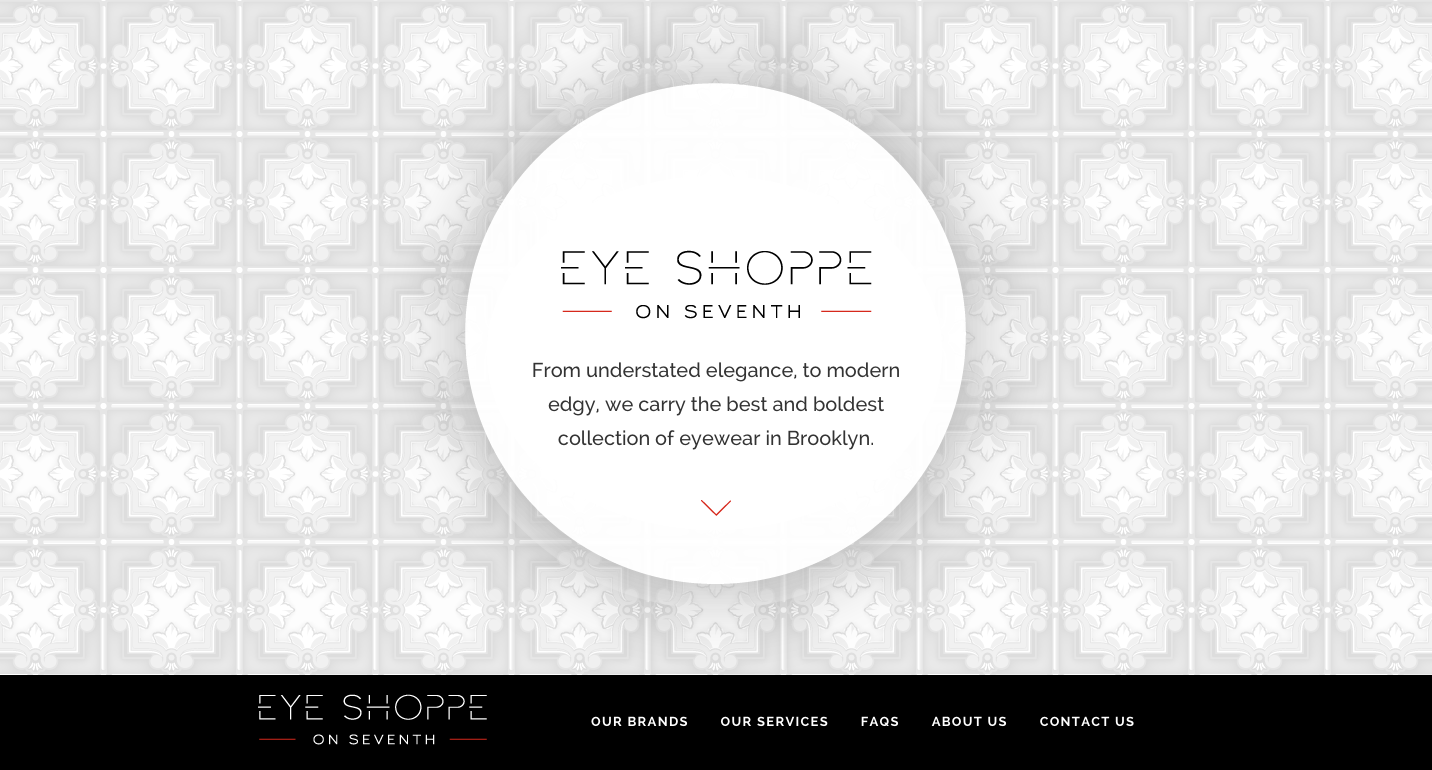 EYE SHOPPE
ON SEVENTH
From understated elegance, to modern
edgy, we carry the best and boldest
collection of eyewear in Brooklyn.
EYE SHOPPE
ON SEVENTH
OUR BRANDS OUR SERVICES FAQS ABOUT US CONTACT US